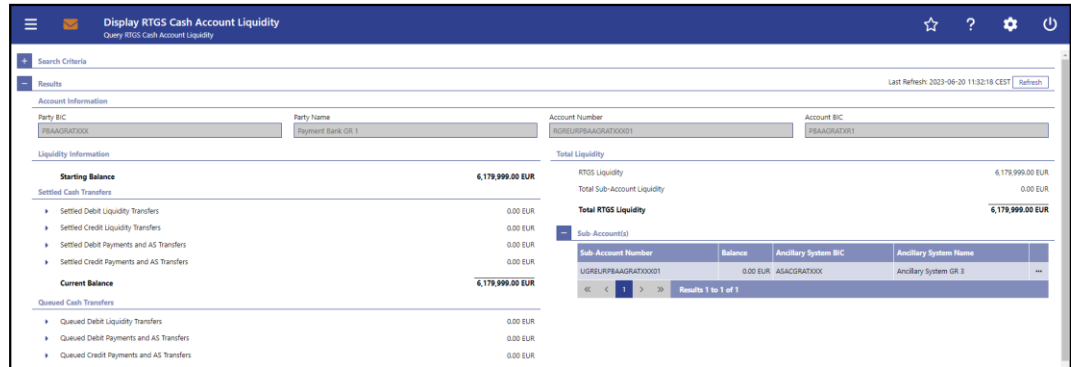 Display RTGS Cash Account Liquidity
Query RTGS Cash Account Liquidity
Search Criteria
Results
Last Refresh: 2023-06-20 11:32:18 CEST Refresh
Account Information
Party BIC Party Name Account Number Account BIC
PBAAGRATXXX Payment Bank GR 1 RGREURPBAAGRATXXX01 PBAAGRATXR1
Liquidity Information
Starting Balance 6,179,999.00 EUR
Settled Cash Transfers
Settled Debit Liquidity Transfers 0.00 EUR
Settled Credit Liquidity Transfers 0.00 EUR
Settled Debit Payments and AS Transfers 0.00 EUR
Settled Credit Payments and AS Transfers 0.00 EUR
Current Balance 6,179,999.00 EUR
Queued Cash Transfers
Queued Debit Liquidity Transfers 0.00 EUR
Queued Debit Payments and AS Transfers 0.00 EUR
Queued Credit Payments and AS Transfers 0.00 EUR
Total Liquidity
RTGS Liquidity 6,179,999.00 EUR
Total Sub-Account Liquidity 0.00 EUR
Total RTGS Liquidity 6,179,999.00 EUR
Sub-Account(s)
Sub-Account Number Balance Ancillary System BIC Ancillary System Name
UGREURPBAAGRATXXX01 0.00 EUR ASACGRATXXX Ancillary System GR 3
1 Results 1 to 1 of 1